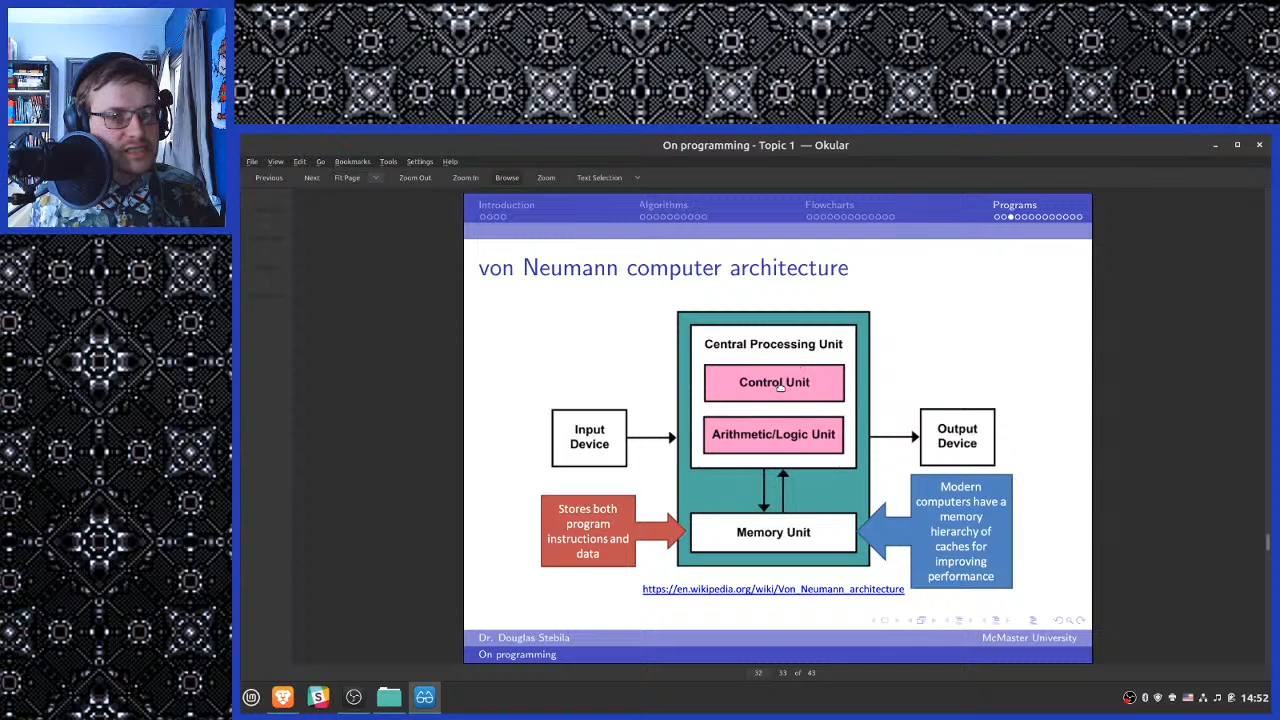 On programming - Topic 1 — Okular
File View Edit Go Bookmarks Tools Settings Help
Previous Next Fit Page Zoom Out Zoom In Browse Zoom Text Selection
Introduction Algorithms Flowcharts Programs
von Neumann computer architecture
Central Processing Unit
Control Unit
Arithmetic/Logic Unit
Input
Device
Output
Device
Stores both
program
instructions and
data
Memory Unit
Modern
computers have a
memory
hierarchy of
caches for
improving
performance
https://en.wikipedia.org/wiki/Von_Neumann_architecture
Dr. Douglas Stebila McMaster University
On programming
32 33 of 43
14:52